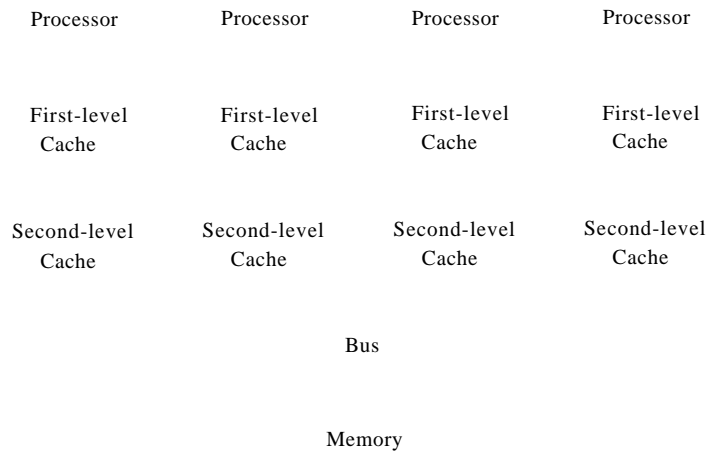 Processor Processor Processor Processor
First-level First-level First-level First-level
Cache Cache Cache Cache
Second-level Second-level Second-level Second-level
Cache Cache Cache Cache
Bus
Memory